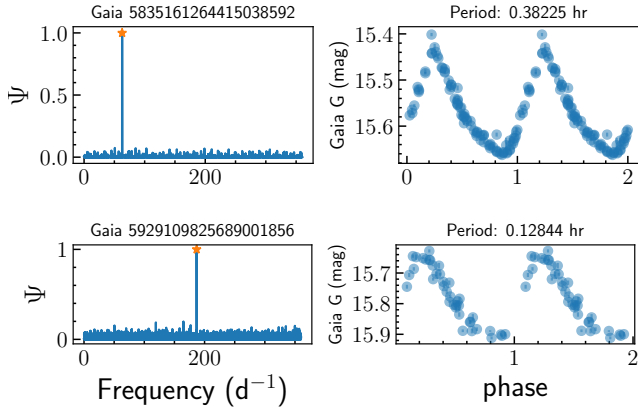 Gaia 5835161264415038592
Period: 0.38225 hr
Ψ
1.0
0.5
0.0
0
200
Gaia G (mag)
15.4
15.5
15.6
0
1
2
Gaia 5929109825689001856
Period: 0.12844 hr
Ψ
1
0
0
200
Gaia G (mag)
15.7
15.8
15.9
1
2
Frequency (d⁻¹)
phase